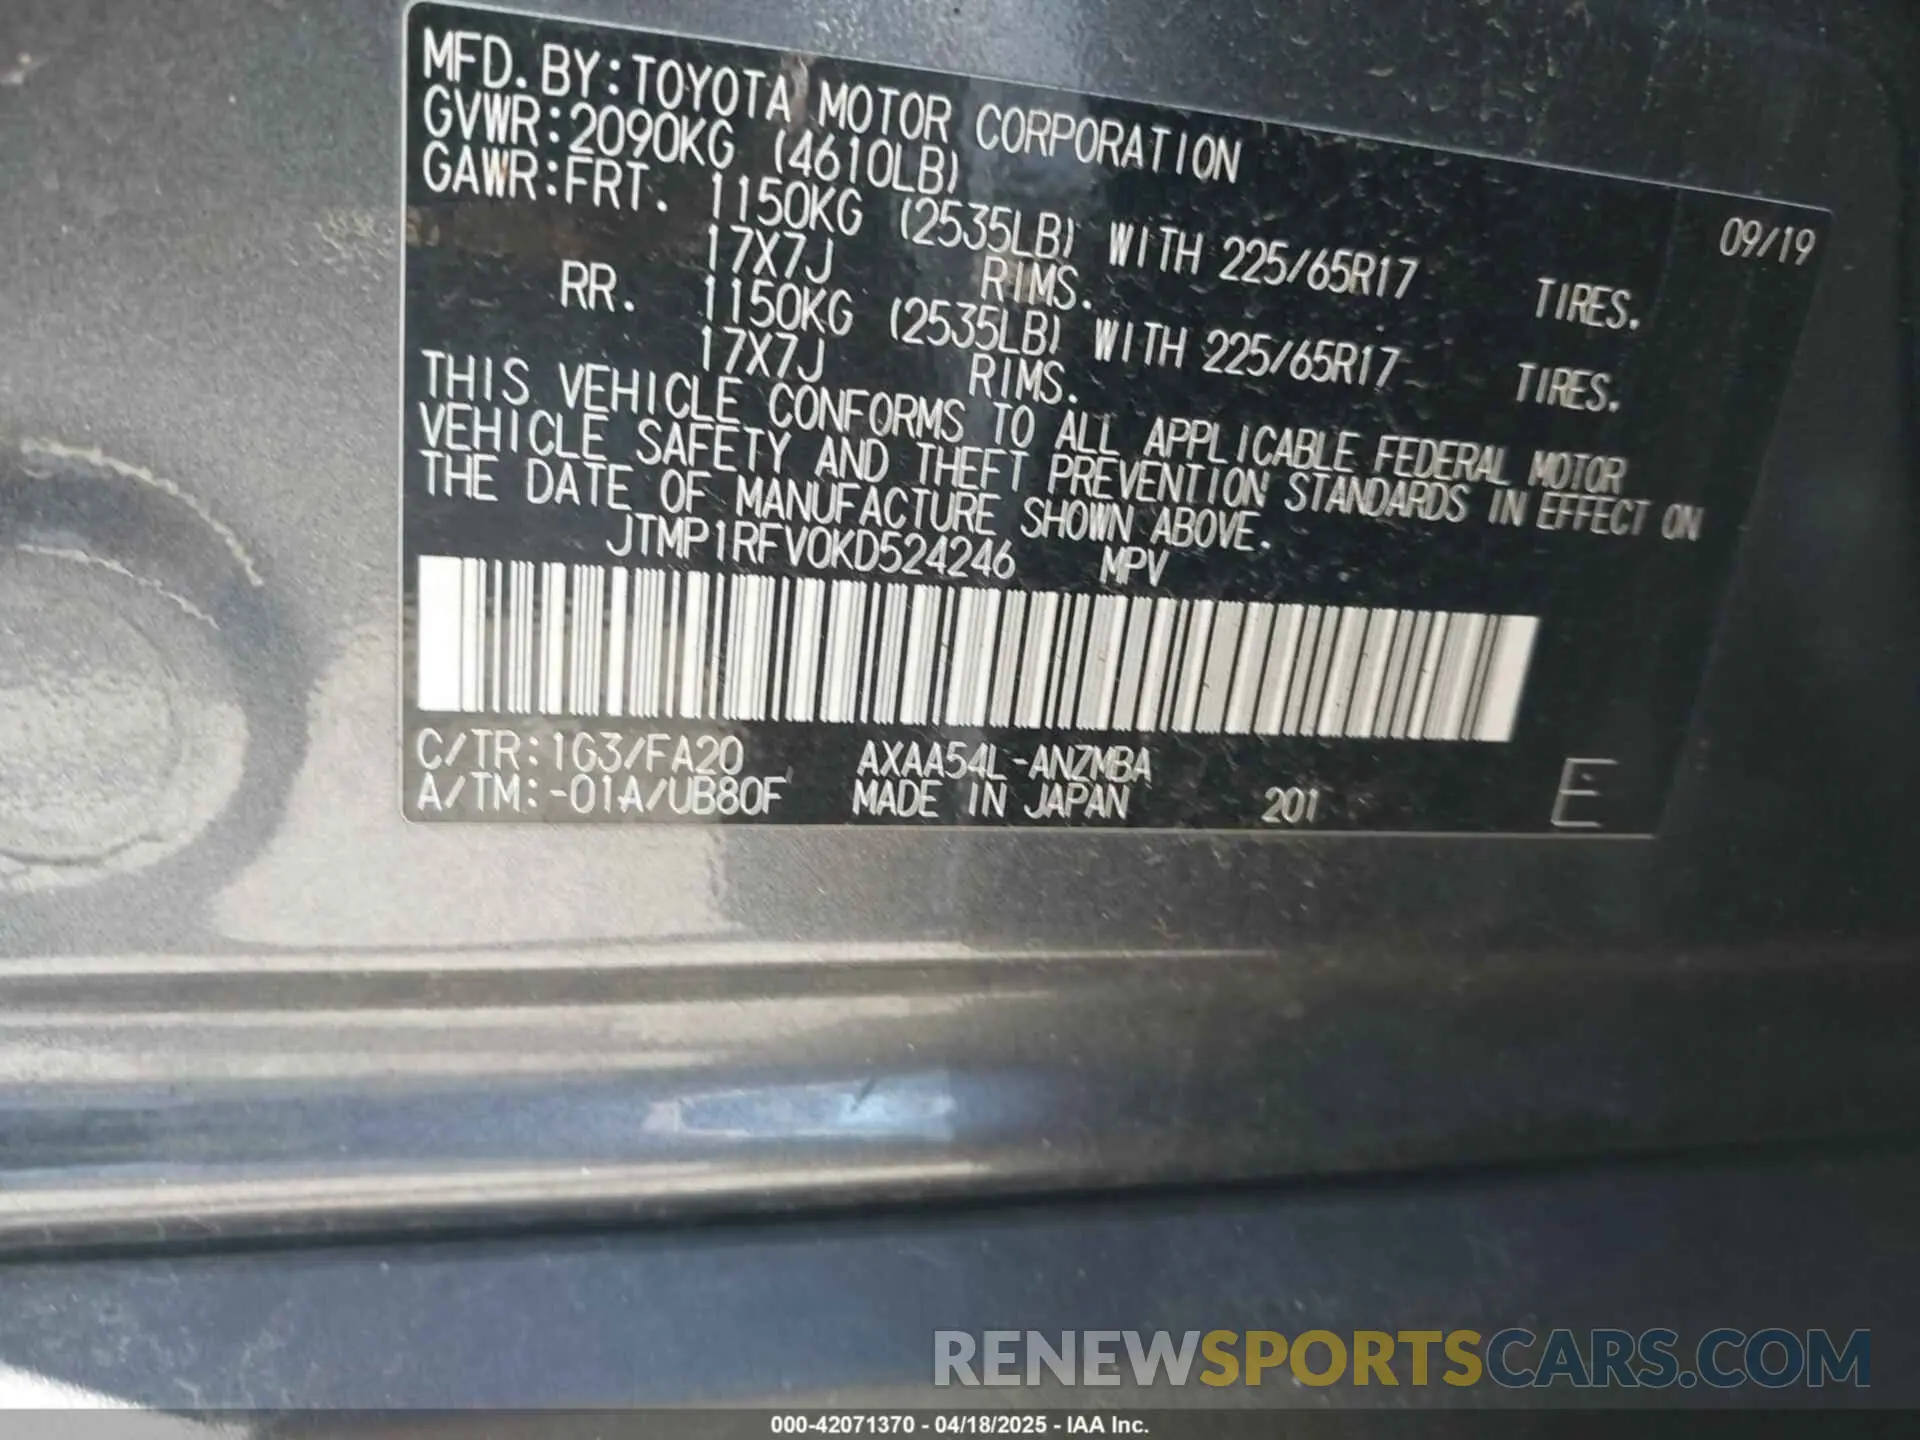 MFD. BY: TOYOTA MOTOR CORPORATION 09/19
GVWR: 2090KG (4610LB)
GAWR: FRT. 1150KG (2535LB) WITH 225/65R17 TIRES.
17X7J RIMS.
RR. 1150KG (2535LB) WITH 225/65R17 TIRES.
17X7J RIMS.
THIS VEHICLE CONFORMS TO ALL APPLICABLE FEDERAL MOTOR
VEHICLE SAFETY AND THEFT PREVENTION STANDARDS IN EFFECT ON
THE DATE OF MANUFACTURE SHOWN ABOVE.
JTMP1RFV0KD524246 MPV
C/TR: 1G3/FA20 AXAA54L-ANZMBA
A/TM: -01A/UB80F MADE IN JAPAN 201 E
RENEWSPORTSCARS.COM
000-42071370 - 04/18/2025 - IAA Inc.